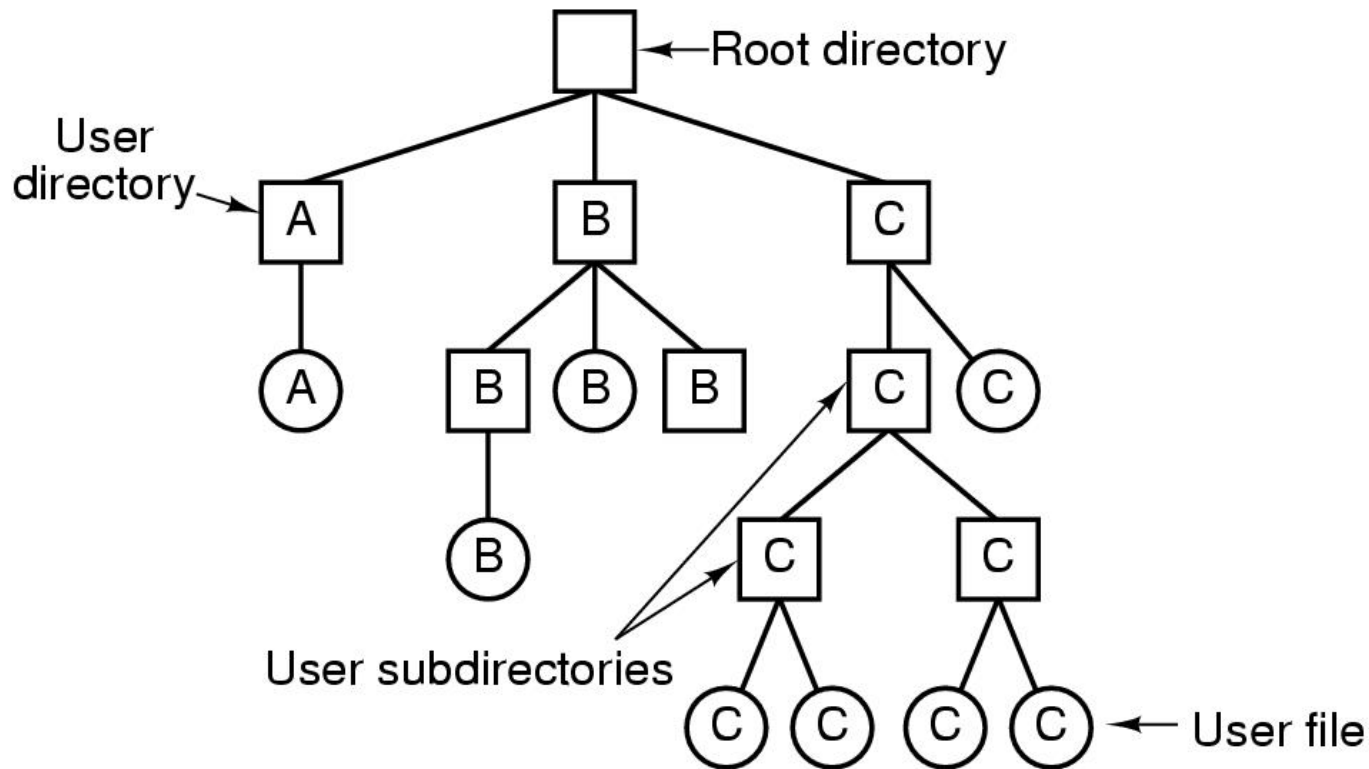 Root directory
User
directory
A
B
C
A
B
B
B
C
C
B
C
C
User subdirectories
C
C
C
C
User file